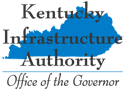 Kentucky
Infrastructure
Authority
Office of the Governor